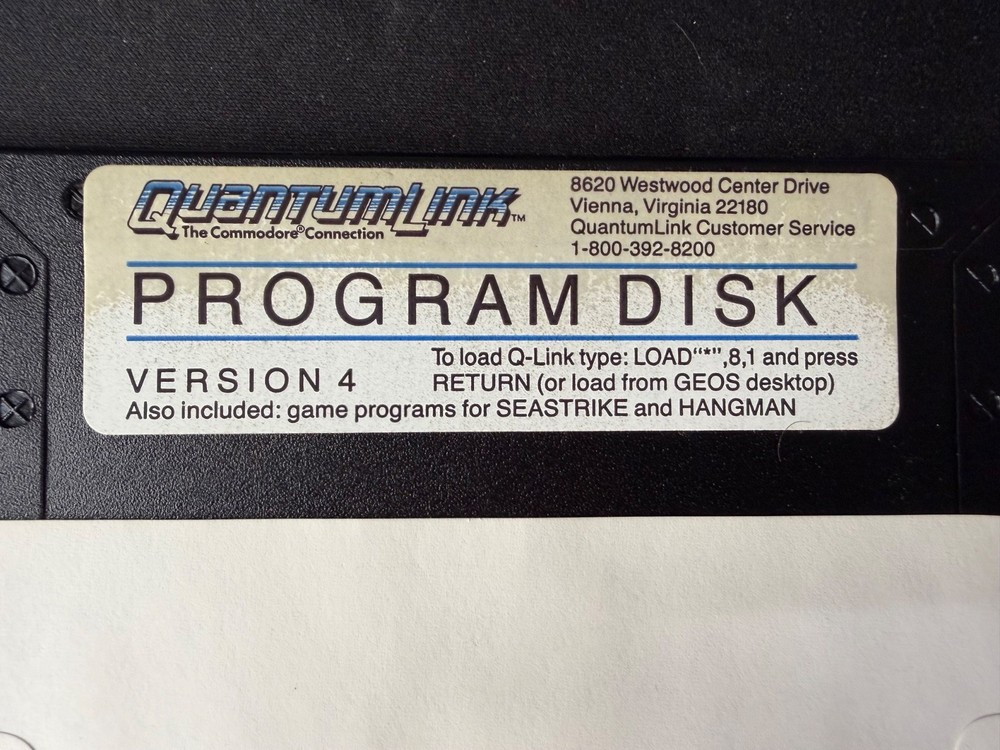 QuantumLink™
The Commodore® Connection
8620 Westwood Center Drive
Vienna, Virginia 22180
QuantumLink Customer Service
1-800-392-8200
PROGRAM DISK
VERSION 4
To load Q-Link type: LOAD“*”,8,1 and press
RETURN (or load from GEOS desktop)
Also included: game programs for SEASTRIKE and HANGMAN